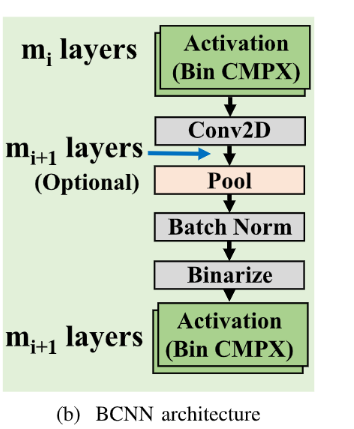 m_i layers
Activation
(Bin CMPX)
Conv2D
m_{i+1} layers
(Optional)
Pool
Batch Norm
Binarize
m_{i+1} layers
Activation
(Bin CMPX)
(b) BCNN architecture